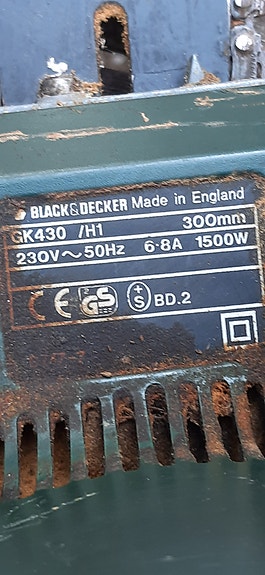 BLACK&DECKER Made in England
GK430 /H1 300mm
230V~50Hz 6·8A 1500W
CE GS S BD.2